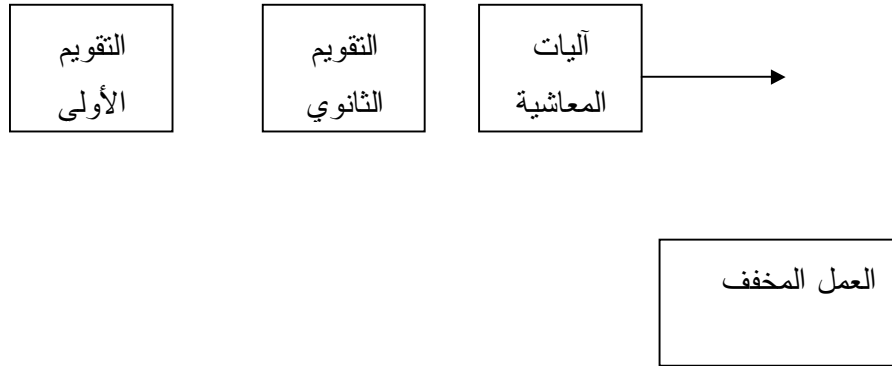 التقويم
الأولى
التقويم
الثانوي
آليات
المعاشية
العمل المخفف